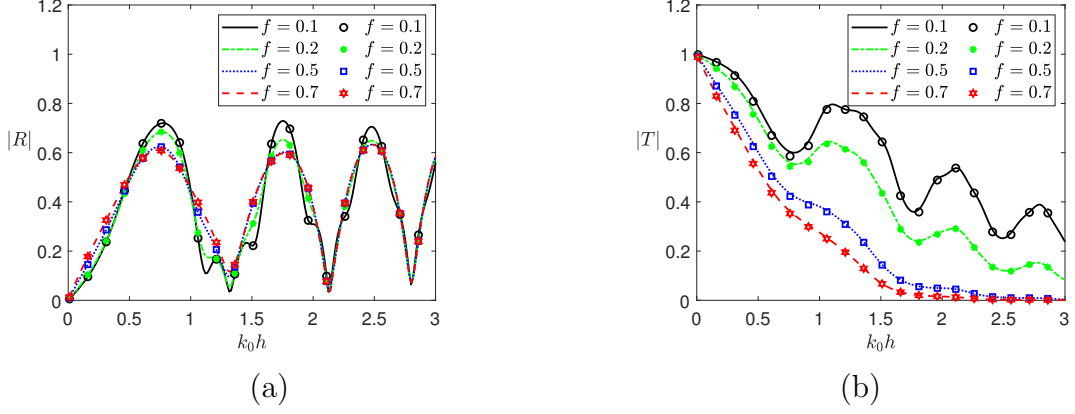 f = 0.1 f = 0.1
f = 0.2 f = 0.2
f = 0.5 f = 0.5
f = 0.7 f = 0.7
|R|
1.2
1
0.8
0.6
0.4
0.2
0
0 0.5 1 1.5 2 2.5 3
k₀h
(a)
f = 0.1 f = 0.1
f = 0.2 f = 0.2
f = 0.5 f = 0.5
f = 0.7 f = 0.7
|T|
1.2
1
0.8
0.6
0.4
0.2
0
0 0.5 1 1.5 2 2.5 3
k₀h
(b)